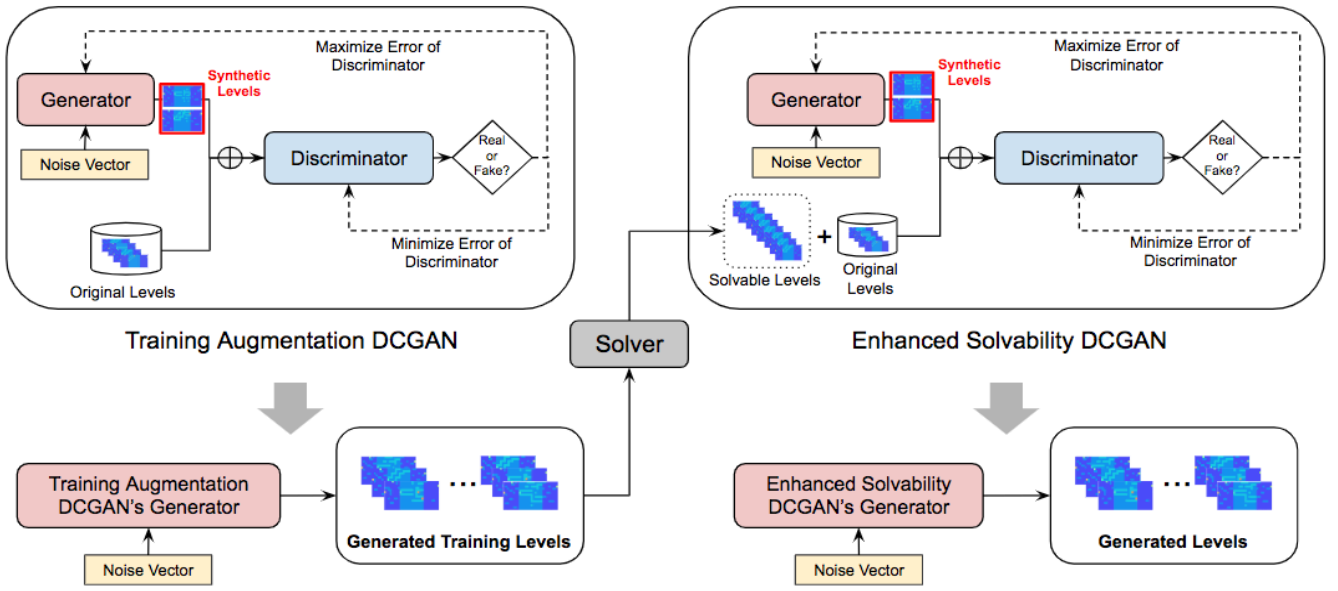 Maximize Error of
Discriminator
Synthetic
Levels
Generator
Noise Vector
Discriminator
Real
or
Fake?
Minimize Error of
Discriminator
Original Levels
Training Augmentation DCGAN
Maximize Error of
Discriminator
Synthetic
Levels
Generator
Noise Vector
Discriminator
Real
or
Fake?
Minimize Error of
Discriminator
+
Solvable Levels
Original
Levels
Enhanced Solvability DCGAN
Solver
Training Augmentation
DCGAN's Generator
Noise Vector
...
Generated Training Levels
Enhanced Solvability
DCGAN's Generator
Noise Vector
...
Generated Levels